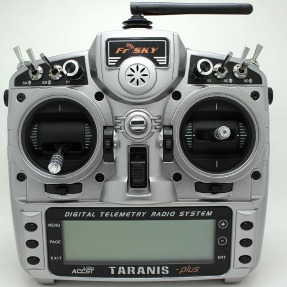 FrSKY
DIGITAL TELEMETRY RADIO SYSTEM
MENU
PAGE
EXIT
ENT
ACCST
TARANIS -plus